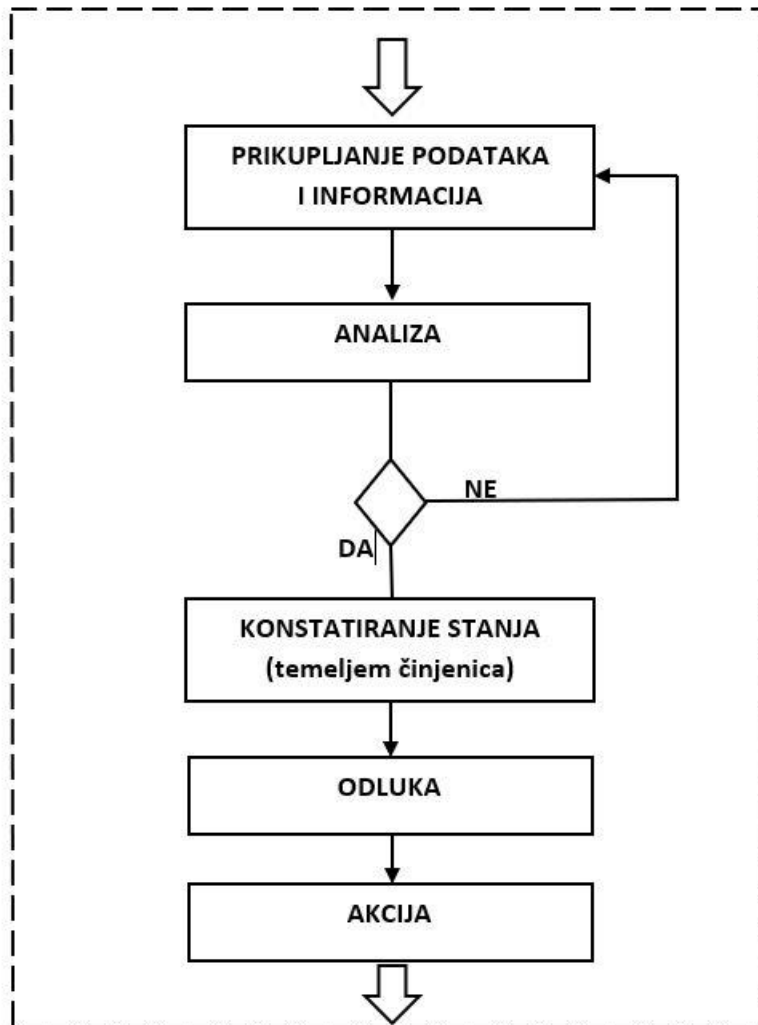 PRIKUPLJANJE PODATAKA
I INFORMACIJA
ANALIZA
NE
DA
KONSTATIRANJE STANJA
(temeljem činjenica)
ODLUKA
AKCIJA